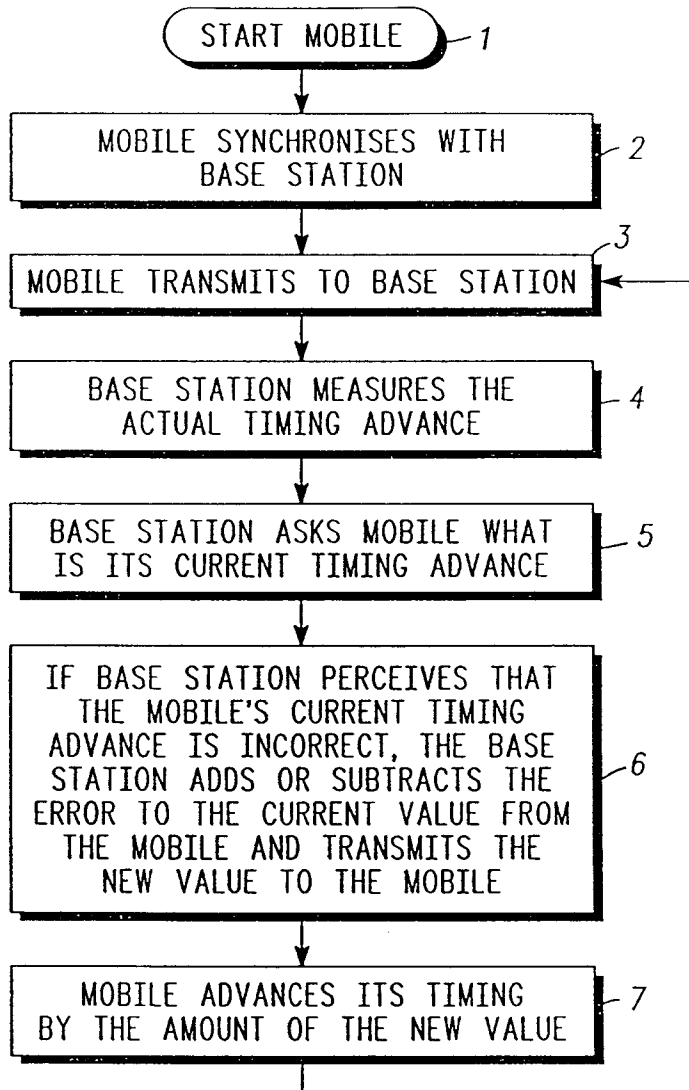 START MOBILE
1
MOBILE SYNCHRONISES WITH
BASE STATION
2
3
MOBILE TRANSMITS TO BASE STATION
BASE STATION MEASURES THE
ACTUAL TIMING ADVANCE
4
BASE STATION ASKS MOBILE WHAT
IS ITS CURRENT TIMING ADVANCE
5
IF BASE STATION PERCEIVES THAT
THE MOBILE'S CURRENT TIMING
ADVANCE IS INCORRECT, THE BASE
STATION ADDS OR SUBTRACTS THE
ERROR TO THE CURRENT VALUE FROM
THE MOBILE AND TRANSMITS THE
NEW VALUE TO THE MOBILE
6
MOBILE ADVANCES ITS TIMING
BY THE AMOUNT OF THE NEW VALUE
7